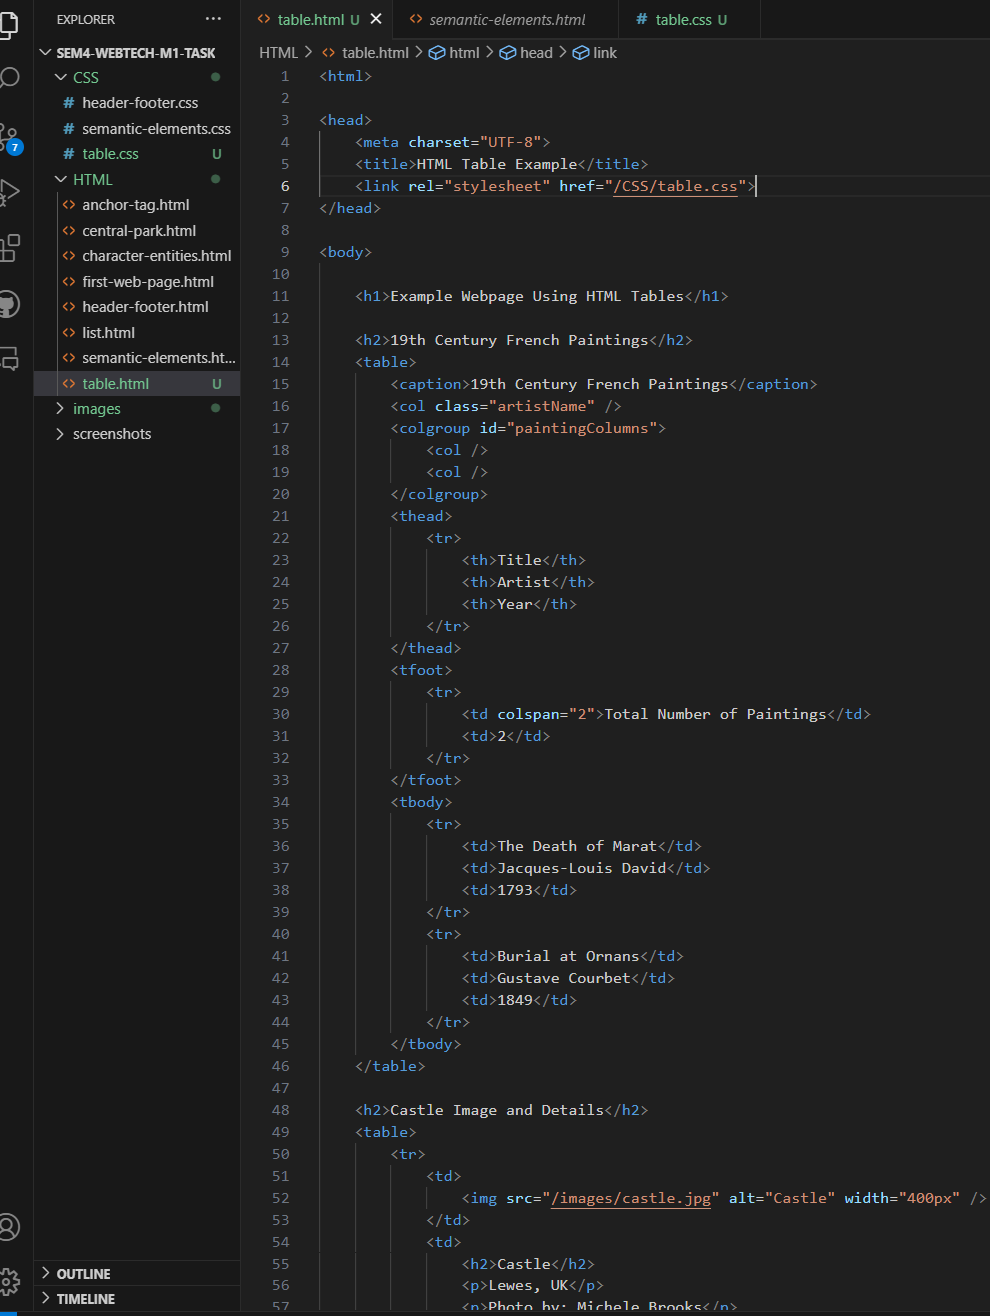 EXPLORER
SEM4-WEBTECH-M1-TASK
CSS
# header-footer.css
# semantic-elements.css
# table.css U
HTML
<> anchor-tag.html
<> central-park.html
<> character-entities.html
<> first-web-page.html
<> header-footer.html
<> list.html
<> semantic-elements.ht...
<> table.html U
images
screenshots
OUTLINE
TIMELINE
7
<> table.html U
<> semantic-elements.html
# table.css U
HTML > <> table.html > html > head > link
1 <html>
2
3 <head>
4 <meta charset="UTF-8">
5 <title>HTML Table Example</title>
6 <link rel="stylesheet" href="/CSS/table.css">
7 </head>
8
9 <body>
10
11 <h1>Example Webpage Using HTML Tables</h1>
12
13 <h2>19th Century French Paintings</h2>
14 <table>
15 <caption>19th Century French Paintings</caption>
16 <col class="artistName" />
17 <colgroup id="paintingColumns">
18 <col />
19 <col />
20 </colgroup>
21 <thead>
22 <tr>
23 <th>Title</th>
24 <th>Artist</th>
25 <th>Year</th>
26 </tr>
27 </thead>
28 <tfoot>
29 <tr>
30 <td colspan="2">Total Number of Paintings</td>
31 <td>2</td>
32 </tr>
33 </tfoot>
34 <tbody>
35 <tr>
36 <td>The Death of Marat</td>
37 <td>Jacques-Louis David</td>
38 <td>1793</td>
39 </tr>
40 <tr>
41 <td>Burial at Ornans</td>
42 <td>Gustave Courbet</td>
43 <td>1849</td>
44 </tr>
45 </tbody>
46 </table>
47
48 <h2>Castle Image and Details</h2>
49 <table>
50 <tr>
51 <td>
52 <img src="/images/castle.jpg" alt="Castle" width="400px" />
53 </td>
54 <td>
55 <h2>Castle</h2>
56 <p>Lewes, UK</p>
57 <p>Photo by: Michele Brooks</p>